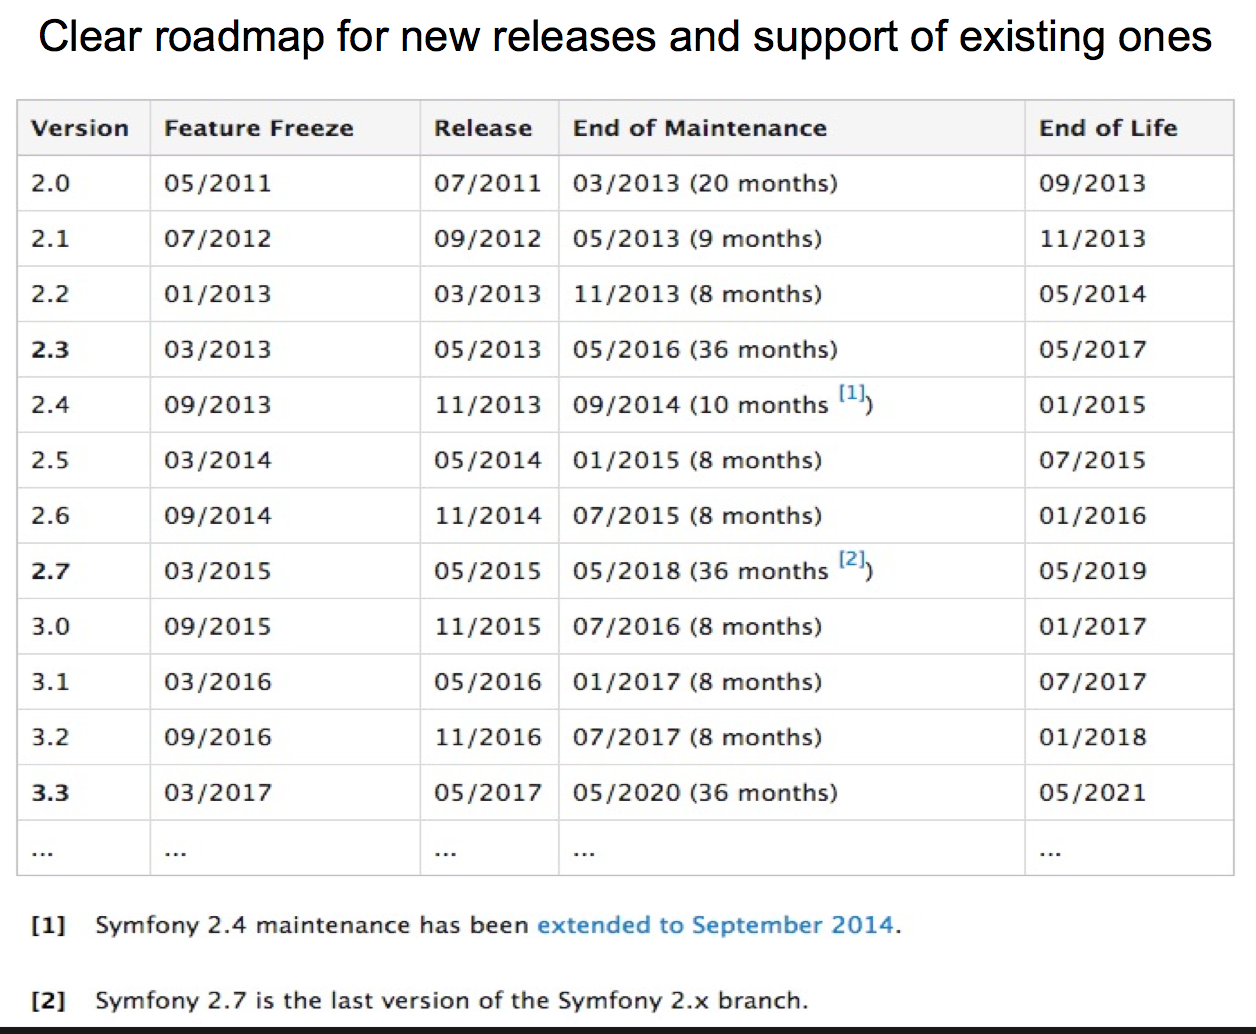 Clear roadmap for new releases and support of existing ones
Version Feature Freeze Release End of Maintenance End of Life
2.0 05/2011 07/2011 03/2013 (20 months) 09/2013
2.1 07/2012 09/2012 05/2013 (9 months) 11/2013
2.2 01/2013 03/2013 11/2013 (8 months) 05/2014
2.3 03/2013 05/2013 05/2016 (36 months) 05/2017
2.4 09/2013 11/2013 09/2014 (10 months [1]) 01/2015
2.5 03/2014 05/2014 01/2015 (8 months) 07/2015
2.6 09/2014 11/2014 07/2015 (8 months) 01/2016
2.7 03/2015 05/2015 05/2018 (36 months [2]) 05/2019
3.0 09/2015 11/2015 07/2016 (8 months) 01/2017
3.1 03/2016 05/2016 01/2017 (8 months) 07/2017
3.2 09/2016 11/2016 07/2017 (8 months) 01/2018
3.3 03/2017 05/2017 05/2020 (36 months) 05/2021
... ... ... ... ...
[1] Symfony 2.4 maintenance has been extended to September 2014.
[2] Symfony 2.7 is the last version of the Symfony 2.x branch.